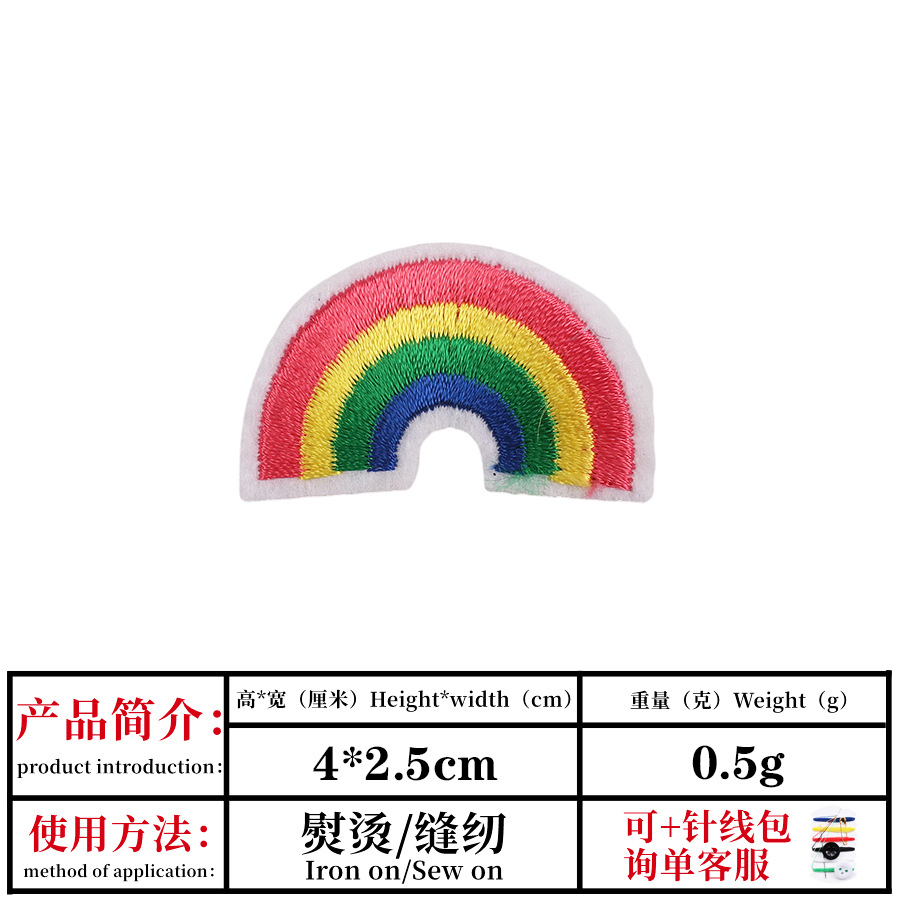 产品简介：
product introduction：
高*宽（厘米）Height*width（cm）
重量（克）Weight（g）
4*2.5cm
0.5g
使用方法：
method of application：
熨烫/缝纫
Iron on/Sew on
可+针线包
询单客服